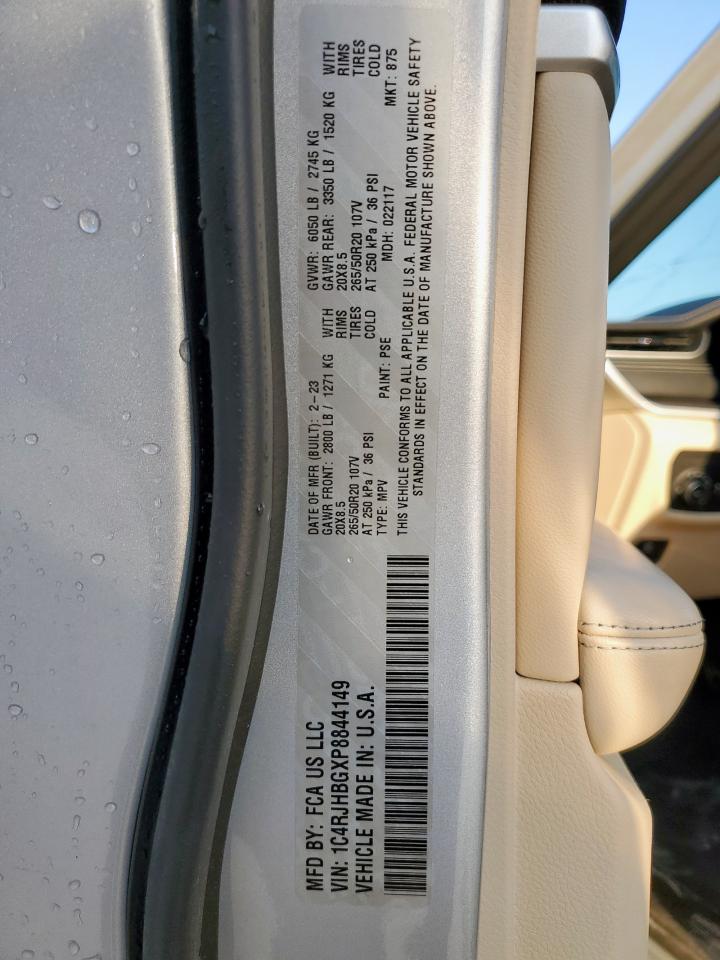 MFD BY: FCA US LLC
VIN: 1C4RJHBGXP8844149
VEHICLE MADE IN: U.S.A.
DATE OF MFR (BUILT): 2-23
GAWR FRONT: 2800 LB / 1271 KG WITH
20X8.5 RIMS
265/50R20 107V TIRES
AT 250 kPa / 36 PSI COLD
TYPE: MPV PAINT: PSE
GVWR: 6050 LB / 2745 KG
GAWR REAR: 3350 LB / 1520 KG WITH
20X8.5 RIMS
265/50R20 107V TIRES
AT 250 kPa / 36 PSI COLD
MDH: 022117 MKT: 875
THIS VEHICLE CONFORMS TO ALL APPLICABLE U.S.A. FEDERAL MOTOR VEHICLE SAFETY
STANDARDS IN EFFECT ON THE DATE OF MANUFACTURE SHOWN ABOVE.